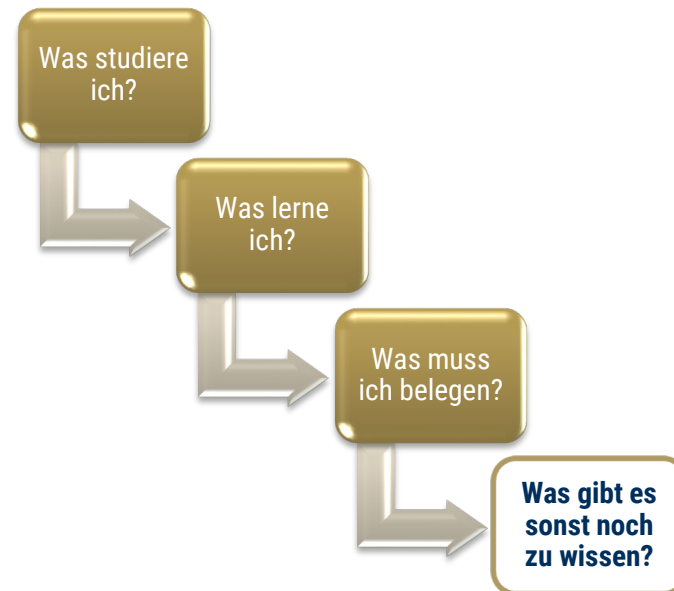 Was studiere
ich?
Was lerne
ich?
Was muss
ich belegen?
Was gibt es
sonst noch
zu wissen?